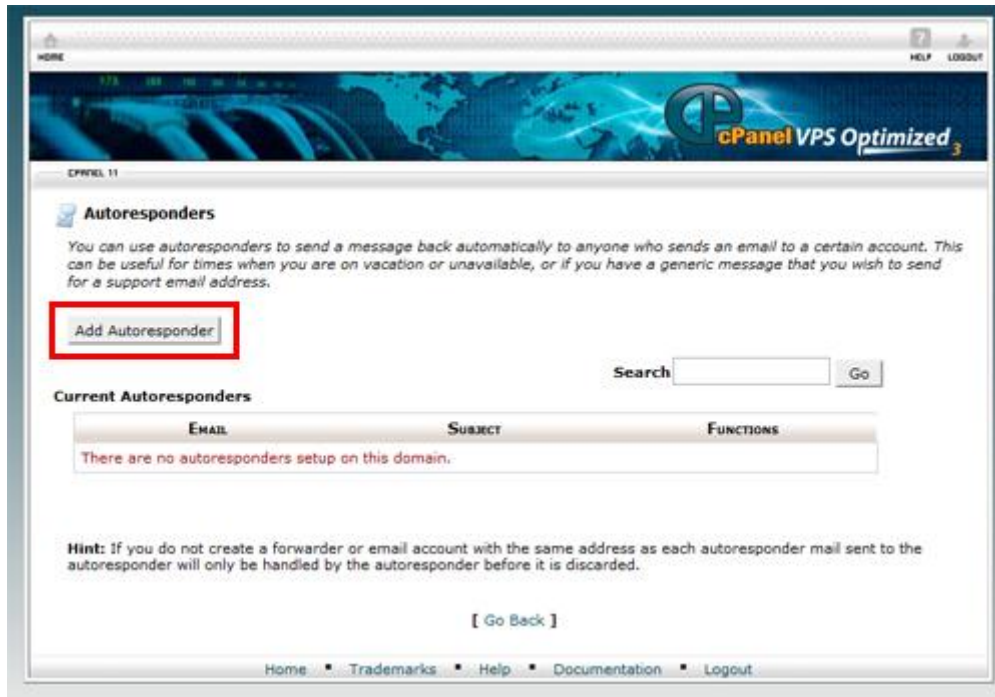 HOME
HELP LOGOUT
cPanel VPS Optimized 3
CPANEL 11
Autoresponders
You can use autoresponders to send a message back automatically to anyone who sends an email to a certain account. This
can be useful for times when you are on vacation or unavailable, or if you have a generic message that you wish to send
for a support email address.
Add Autoresponder
Search Go
Current Autoresponders
EMAIL SUBJECT FUNCTIONS
There are no autoresponders setup on this domain.
Hint: If you do not create a forwarder or email account with the same address as each autoresponder mail sent to the
autoresponder will only be handled by the autoresponder before it is discarded.
[ Go Back ]
Home ▪ Trademarks ▪ Help ▪ Documentation ▪ Logout